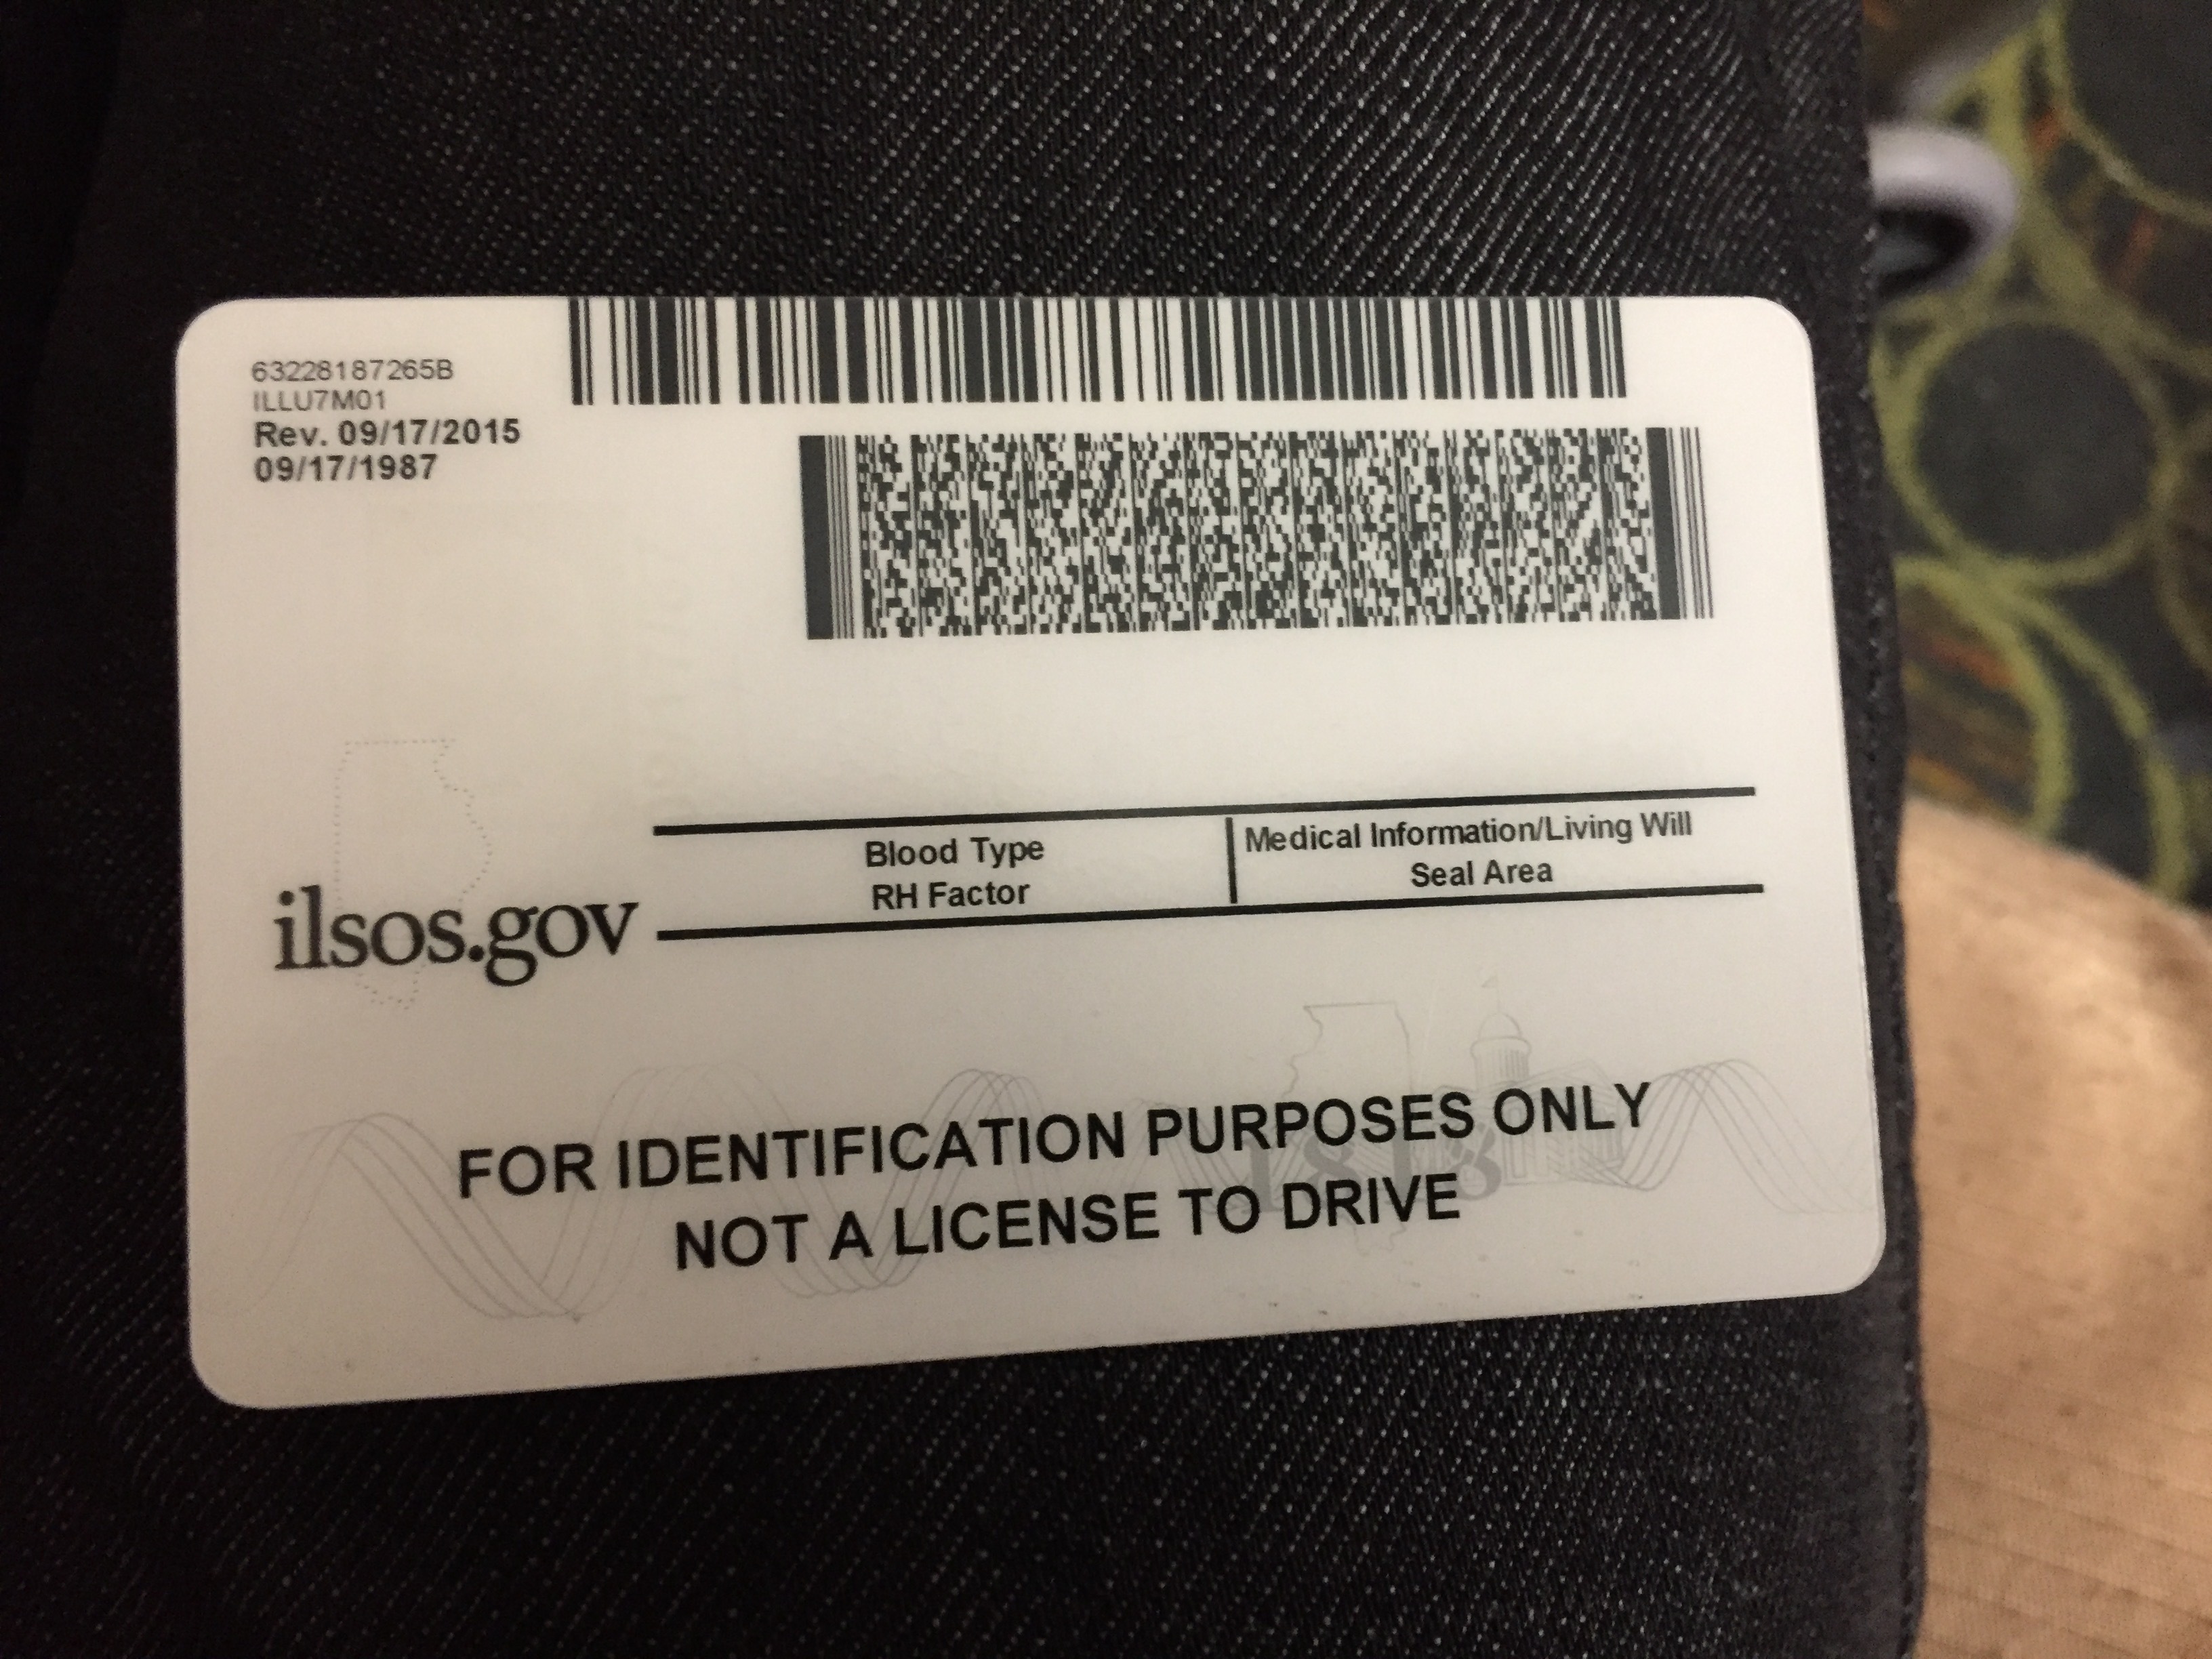 63228187265B
ILLU7M01
Rev. 09/17/2015
09/17/1987
Blood Type
RH Factor
Medical Information/Living Will
Seal Area
ilsos.gov
1818
FOR IDENTIFICATION PURPOSES ONLY
NOT A LICENSE TO DRIVE